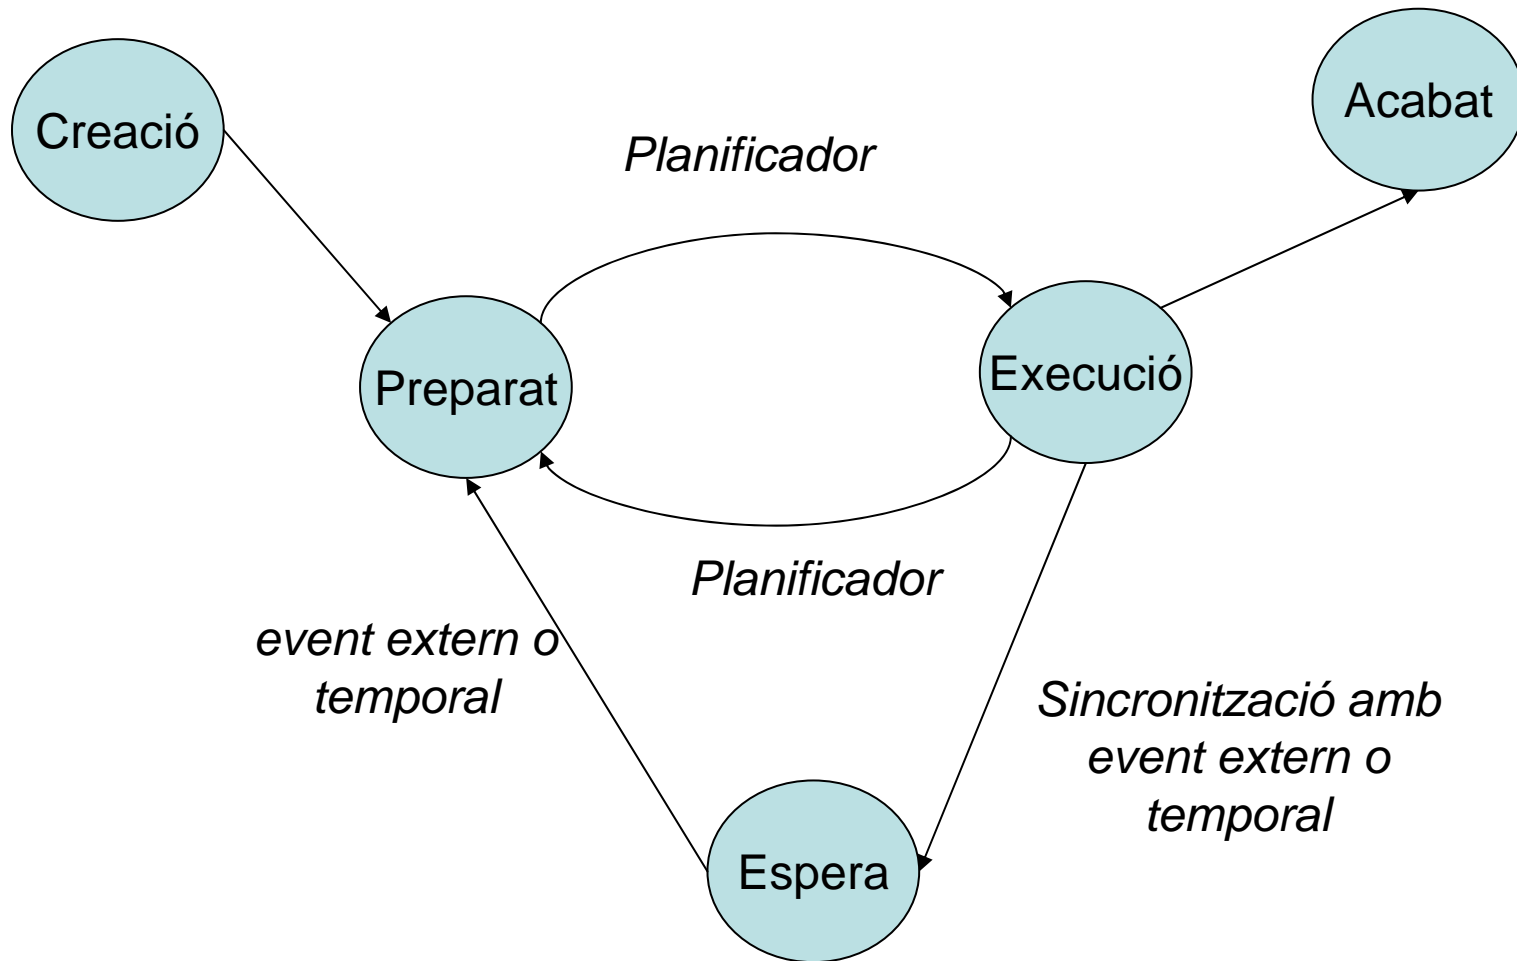 Creació
Acabat
Planificador
Preparat
Execució
Planificador
event extern o
temporal
Sincronització amb
event extern o
temporal
Espera